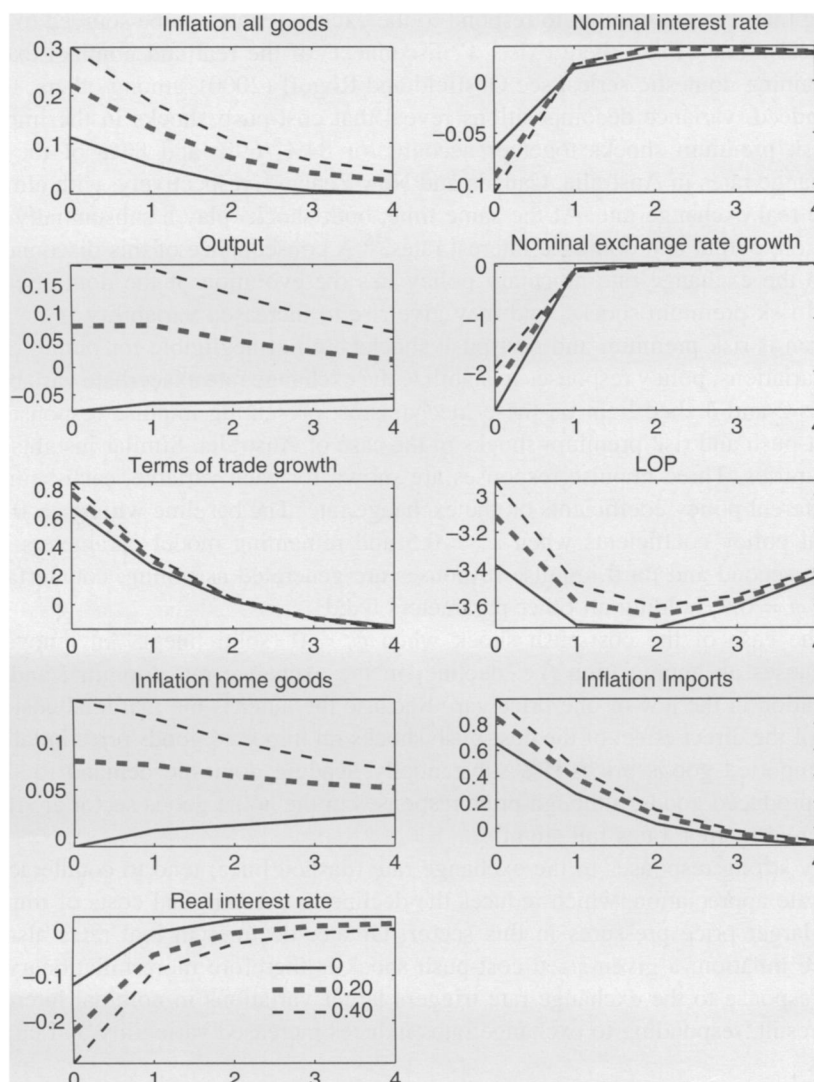 Inflation all goods
0.3
0.2
0.1
0 1 2 3 4
Nominal interest rate
0
−0.05
−0.1
0 1 2 3 4
Output
0.15
0.10
0.05
0
−0.05
0 1 2 3 4
Nominal exchange rate growth
0
−1
−2
0 1 2 3 4
Terms of trade growth
0.8
0.6
0.4
0.2
0
0 1 2 3 4
LOP
3
−3.2
−3.4
−3.6
0 1 2 3 4
Inflation home goods
0.1
0.05
0
0 1 2 3 4
Inflation Imports
0.8
0.6
0.4
0.2
0
0 1 2 3 4
Real interest rate
0
−0.1
−0.2
0 1 2 3 4
0
0.20
0.40